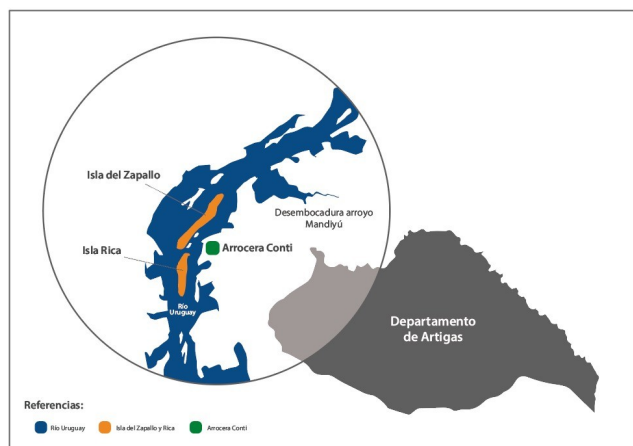 Isla del Zapallo
Desembocadura arroyo
Mandiyú
Isla Rica
Arrocera Conti
Río
Uruguay
Departamento
de Artigas
Referencias:
Río Uruguay
Isla del Zapallo y Rica
Arrocera Conti